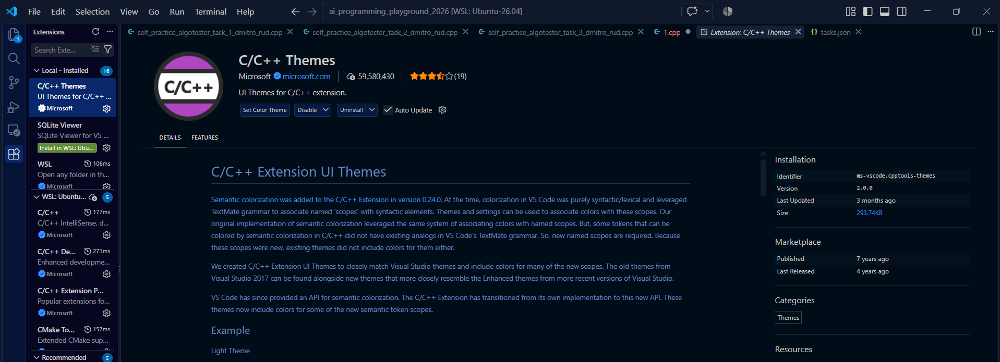 File Edit Selection View Go Run Terminal Help
ai_programming_playground_2026 [WSL: Ubuntu-26.04]
1
Extensions
Search Exte...
Local - Installed 16
C/C++ Themes
UI Themes for C/C++ ...
Microsoft
SQLite Viewer
SQLite Viewer for VS ...
Install in WSL: Ubu...
WSL 106ms
Open any folder in th...
Microsoft
WSL: Ubuntu... 5
C/C++ 177ms
C/C++ IntelliSense, d...
Microsoft
C/C++ De... 271ms
Enhanced developme...
Microsoft
C/C++ Extension P...
Popular extensions fo...
Microsoft
CMake To... 157ms
Extended CMake sup...
Recommended 5
self_practice_algotester_task_1_dmitro_rud.cpp self_practice_algotester_task_2_dmitro_rud.cpp self_practice_algotester_task_3_dmitro_rud.cpp 1.cpp Extension: C/C++ Themes {} tasks.json
C/C++
C/C++ Themes
Microsoft microsoft.com 59,580,430 (19)
UI Themes for C/C++ extension.
Set Color Theme Disable Uninstall Auto Update
DETAILS FEATURES
C/C++ Extension UI Themes
Semantic colorization was added to the C/C++ Extension in version 0.24.0. At the time, colorization in VS Code was purely syntactic/lexical and leveraged
TextMate grammar to associate named 'scopes' with syntactic elements. Themes and settings can be used to associate colors with these scopes. Our
original implementation of semantic colorization leveraged the same system of associating colors with named scopes. But, some tokens that can be
colored by semantic colorization in C/C++ did not have existing analogs in VS Code's TextMate grammar. So, new named scopes are required. Because
these scopes were new, existing themes did not include colors for them either.
We created C/C++ Extension UI Themes to closely match Visual Studio themes and include colors for many of the new scopes. The old themes from
Visual Studio 2017 can be found alongside new themes that more closely resemble the Enhanced themes from more recent versions of Visual Studio.
VS Code has since provided an API for semantic colorization. The C/C++ Extension has transitioned from its own implementation to this new API. These
themes now include colors for some of the new semantic token scopes.
Example
Light Theme
Installation
Identifier ms-vscode.cpptools-themes
Version 2.0.0
Last Updated 3 months ago
Size 293.74KB
Marketplace
Published 7 years ago
Last Released 4 years ago
Categories
Themes
Resources